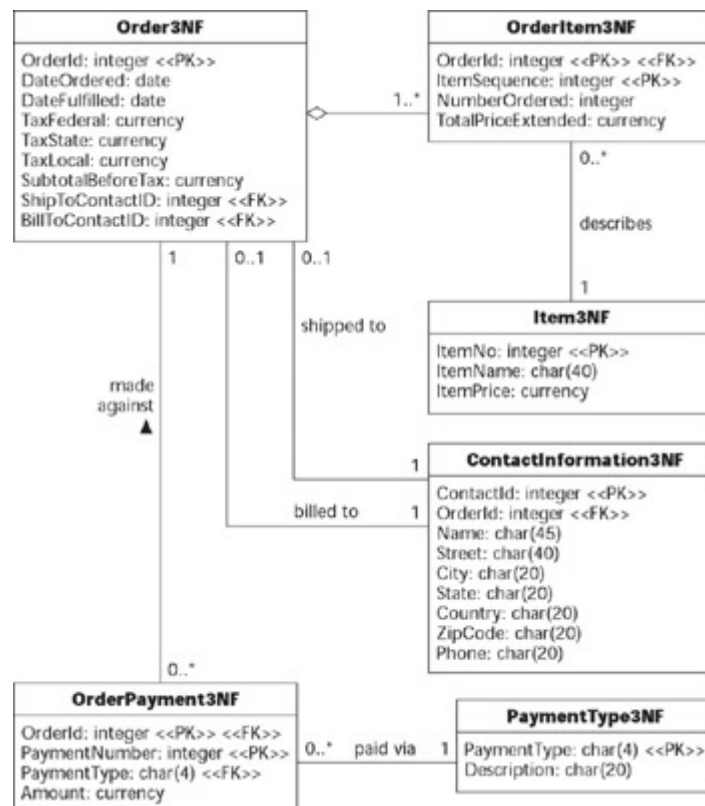 Order3NF
OrderId: integer <<PK>>
DateOrdered: date
DateFulfilled: date
TaxFederal: currency
TaxState: currency
TaxLocal: currency
SubtotalBeforeTax: currency
ShipToContactID: integer <<FK>>
BillToContactID: integer <<FK>>
1..*
OrderItem3NF
OrderId: integer <<PK>> <<FK>>
ItemSequence: integer <<PK>>
NumberOrdered: integer
TotalPriceExtended: currency
0..*
describes
1
Item3NF
ItemNo: integer <<PK>>
ItemName: char(40)
ItemPrice: currency
1
0..1
0..1
shipped to
1
made
against
billed to
1
ContactInformation3NF
ContactId: integer <<PK>>
OrderId: integer <<FK>>
Name: char(45)
Street: char(40)
City: char(20)
State: char(20)
Country: char(20)
ZipCode: char(20)
Phone: char(20)
0..*
OrderPayment3NF
OrderId: integer <<PK>> <<FK>>
PaymentNumber: integer <<PK>>
PaymentType: char(4) <<FK>>
Amount: currency
0..*
paid via
1
PaymentType3NF
PaymentType: char(4) <<PK>>
Description: char(20)